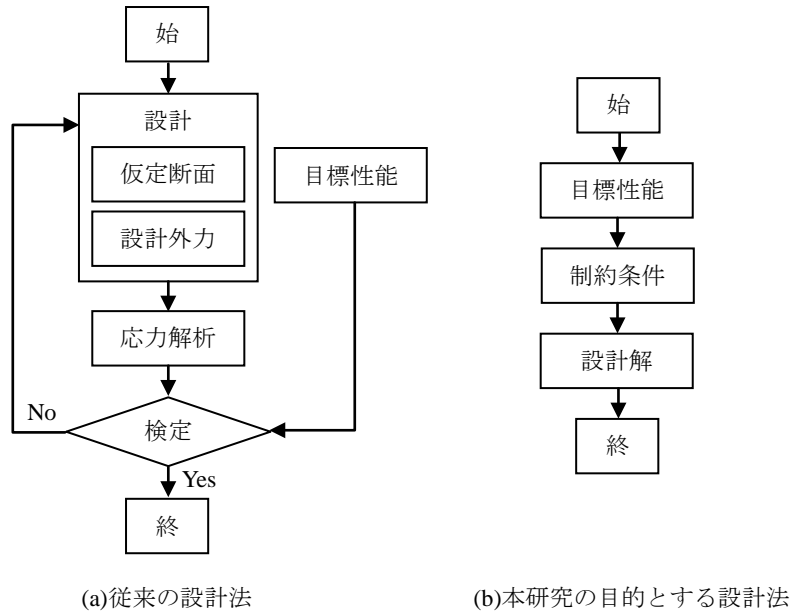 始
設計
仮定断面
設計外力
応力解析
検定
No
Yes
終
目標性能
(a)従来の設計法
始
目標性能
制約条件
設計解
終
(b)本研究の目的とする設計法